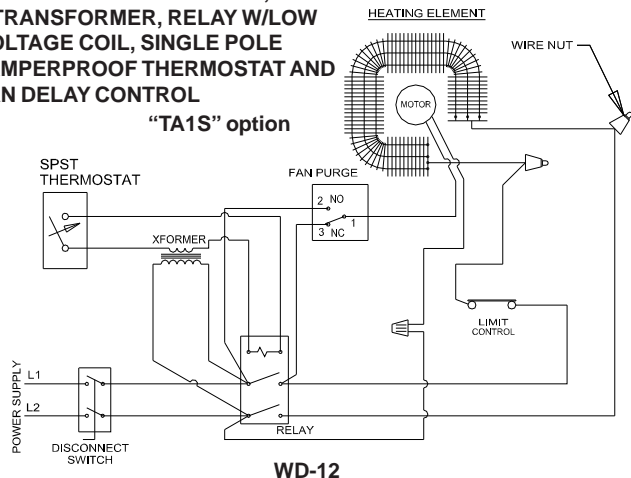 TRANSFORMER, RELAY W/LOW
OLTAGE COIL, SINGLE POLE
MPERPROOF THERMOSTAT AND
N DELAY CONTROL
"TA1S" option
HEATING ELEMENT
WIRE NUT
MOTOR
SPST
THERMOSTAT
FAN PURGE
2 NO
1
3 NC
XFORMER
LIMIT
CONTROL
POWER SUPPLY
L1
L2
RELAY
DISCONNECT
SWITCH
WD-12